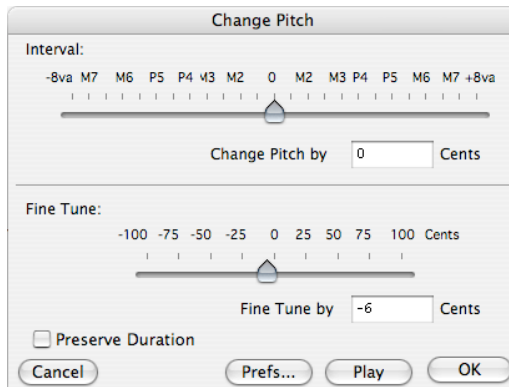 Change Pitch
Interval:
-8va M7 M6 P5 P4 M3 M2 0 M2 M3 P4 P5 M6 M7 +8va
Change Pitch by 0 Cents
Fine Tune:
-100 -75 -50 -25 0 25 50 75 100 Cents
Fine Tune by -6 Cents
Preserve Duration
Cancel Prefs... Play OK